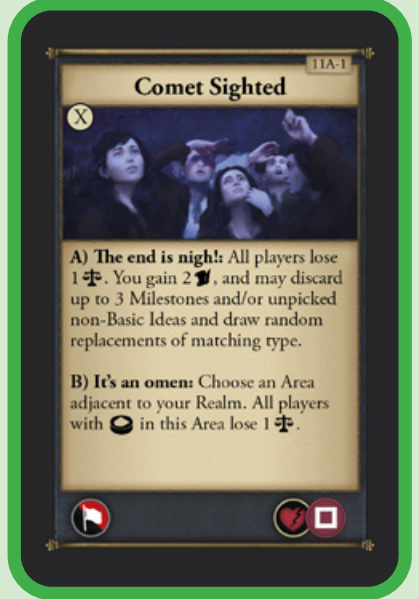 11A-1
Comet Sighted
X
A) The end is nigh!: All players lose
1. You gain 2, and may discard
up to 3 Milestones and/or unpicked
non-Basic Ideas and draw random
replacements of matching type.
B) It's an omen: Choose an Area
adjacent to your Realm. All players
with in this Area lose 1.